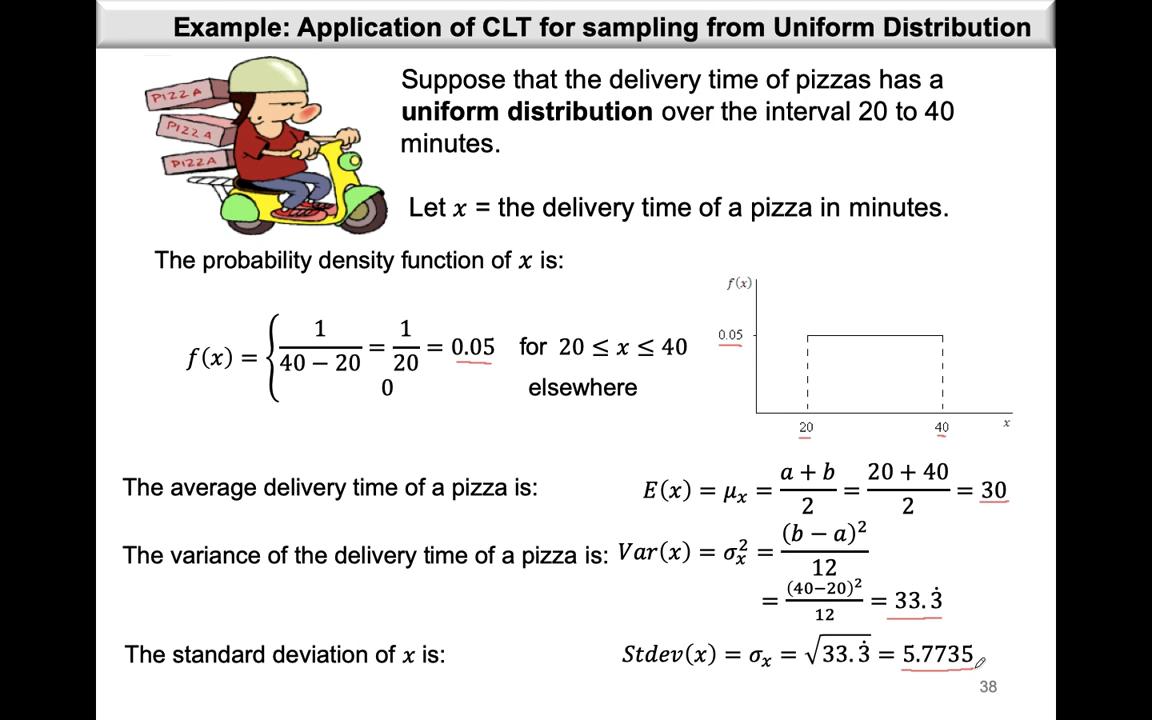 Example: Application of CLT for sampling from Uniform Distribution
PIZZA
PIZZA
PIZZA
Suppose that the delivery time of pizzas has a
uniform distribution over the interval 20 to 40
minutes.
Let x = the delivery time of a pizza in minutes.
The probability density function of x is:
f(x) = { 1/(40 − 20) = 1/20 = 0.05 for 20 ≤ x ≤ 40
0 elsewhere
f(x)
0.05
20 40 x
The average delivery time of a pizza is: E(x) = μₓ = (a + b)/2 = (20 + 40)/2 = 30
The variance of the delivery time of a pizza is: Var(x) = σₓ² = (b − a)²/12
= (40−20)²/12 = 33.3̇
The standard deviation of x is: Stdev(x) = σₓ = √33.3̇ = 5.7735
38